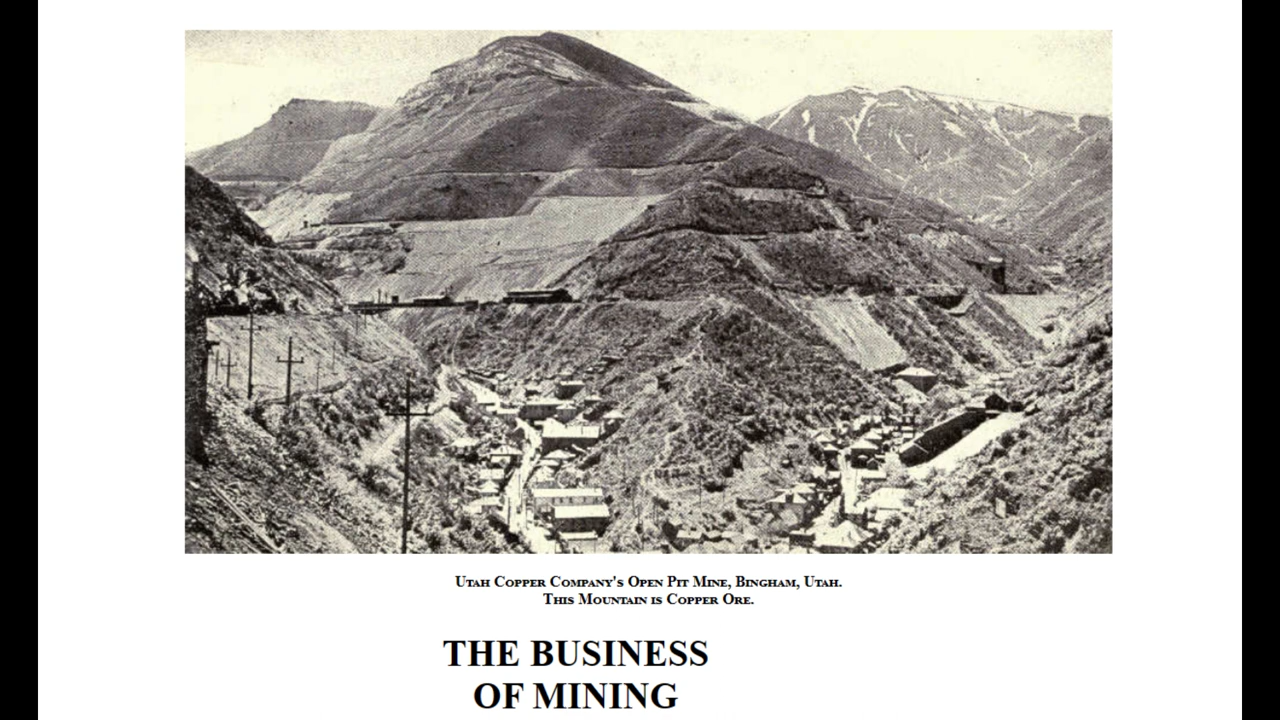 Utah Copper Company's Open Pit Mine, Bingham, Utah.
This Mountain is Copper Ore.
THE BUSINESS
OF MINING